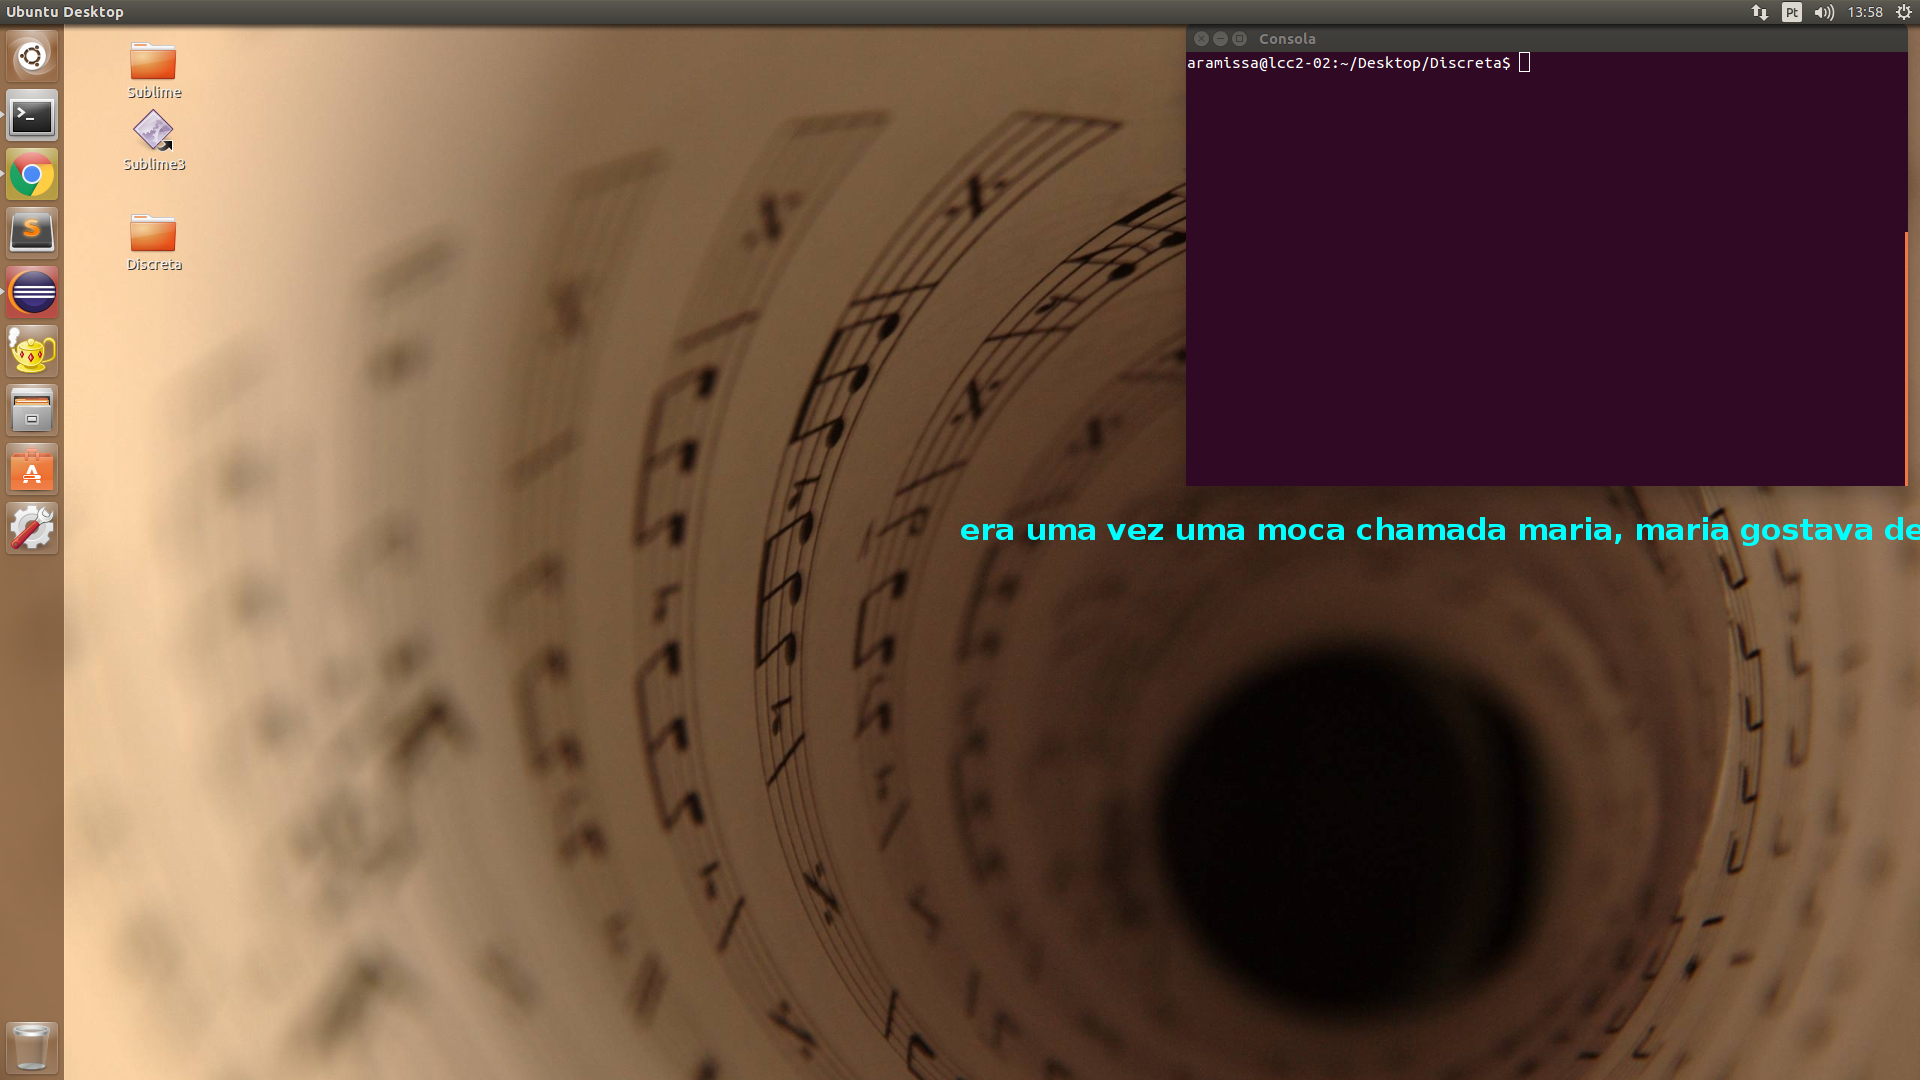 Ubuntu Desktop
Pt
13:58
Sublime
Sublime3
Discreta
Consola
aramissa@lcc2-02:~/Desktop/Discreta$
era uma vez uma moca chamada maria, maria gostava de